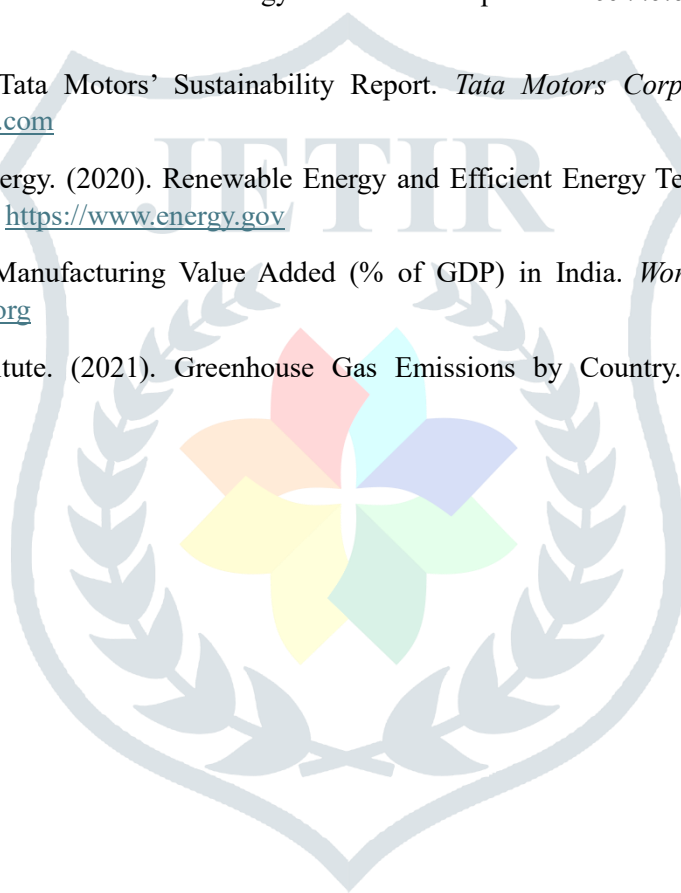 Tata Motors’ Sustainability Report. Tata Motors Corp
.com
ergy. (2020). Renewable Energy and Efficient Energy Te
https://www.energy.gov
Manufacturing Value Added (% of GDP) in India. Wor
org
itute. (2021). Greenhouse Gas Emissions by Country.
JETIR